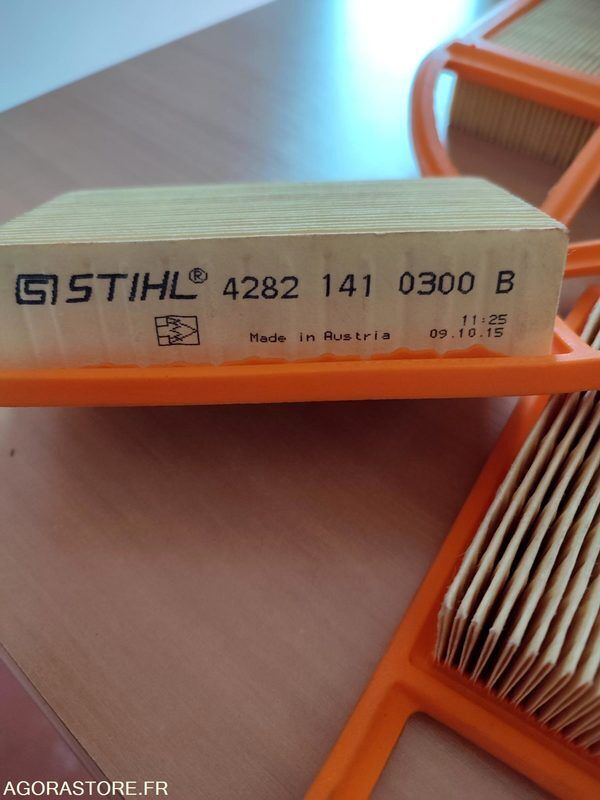 STIHL® 4282 141 0300 B
11:25
Made in Austria 09.10.15
AGORASTORE.FR